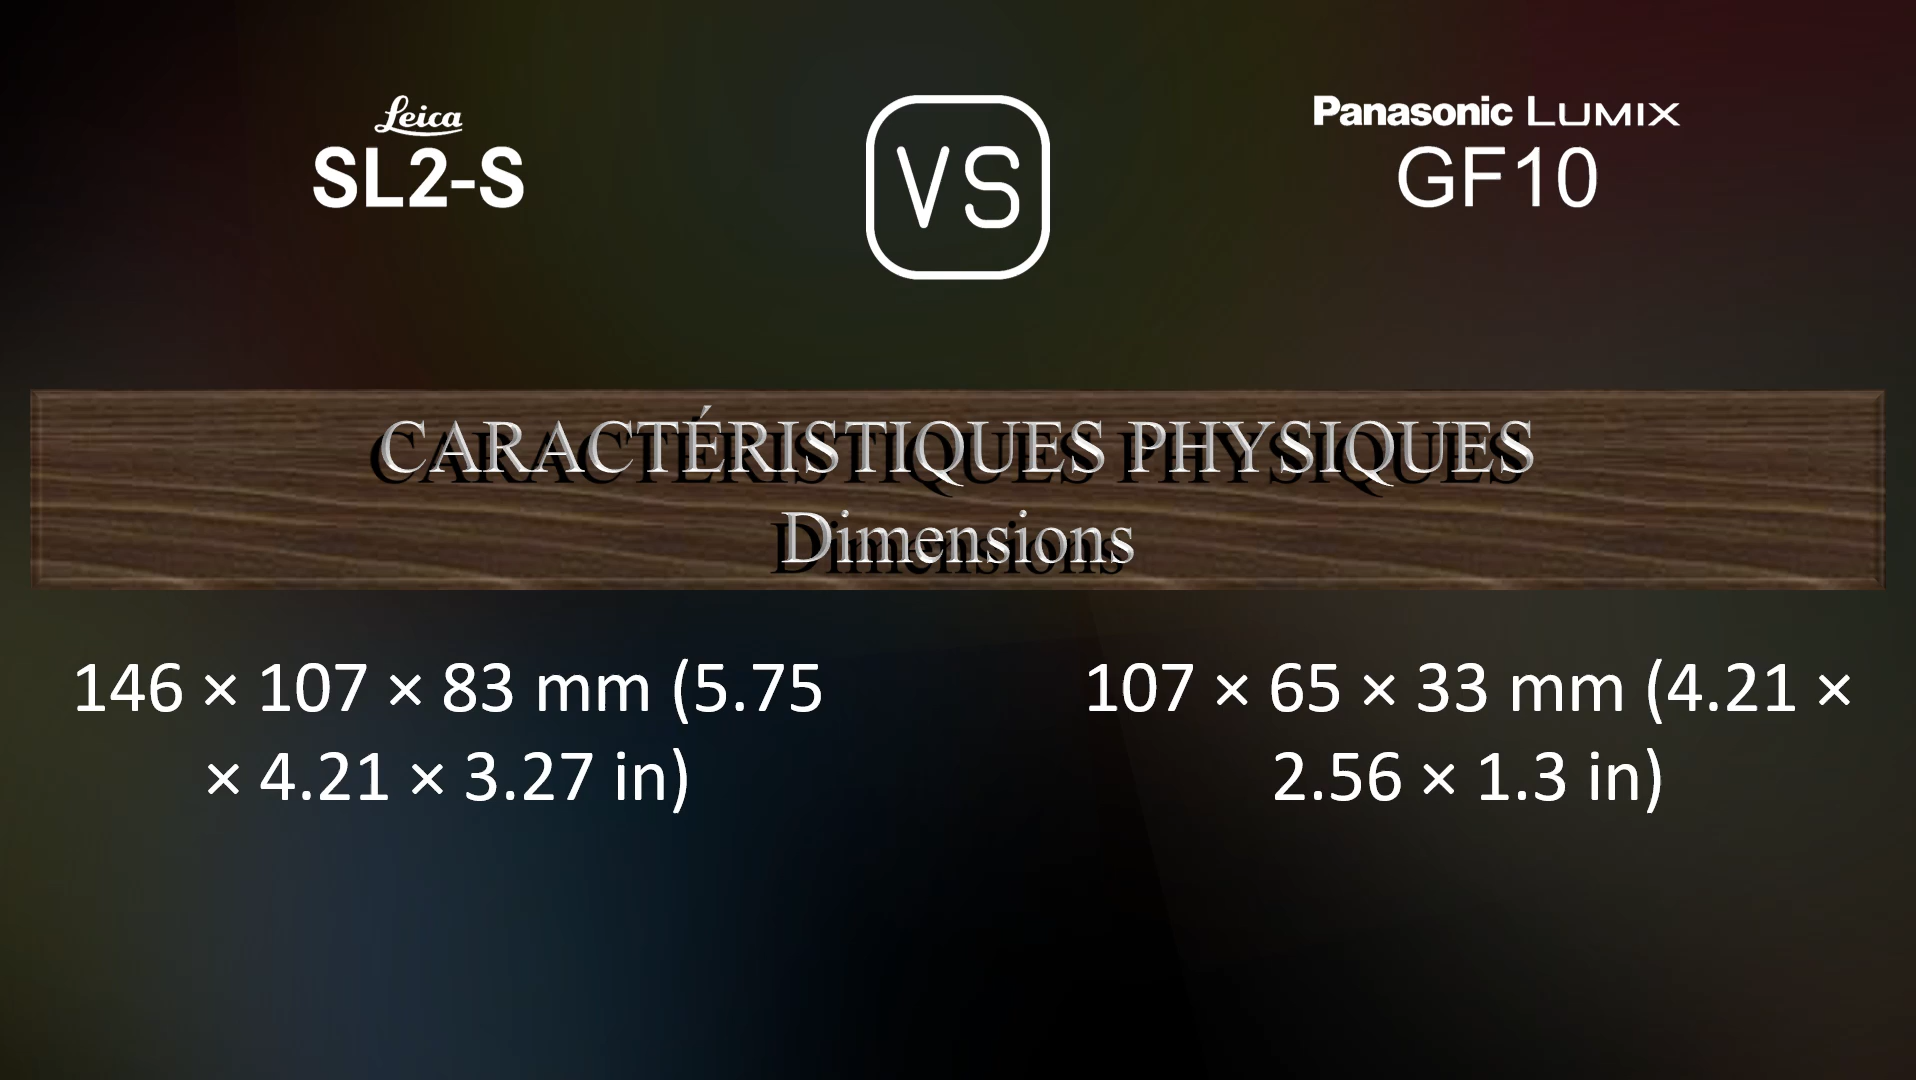 Leica
SL2-S
VS
Panasonic LUMIX
GF10
CARACTÉRISTIQUES PHYSIQUES
Dimensions
146 × 107 × 83 mm (5.75
× 4.21 × 3.27 in)
107 × 65 × 33 mm (4.21 ×
2.56 × 1.3 in)